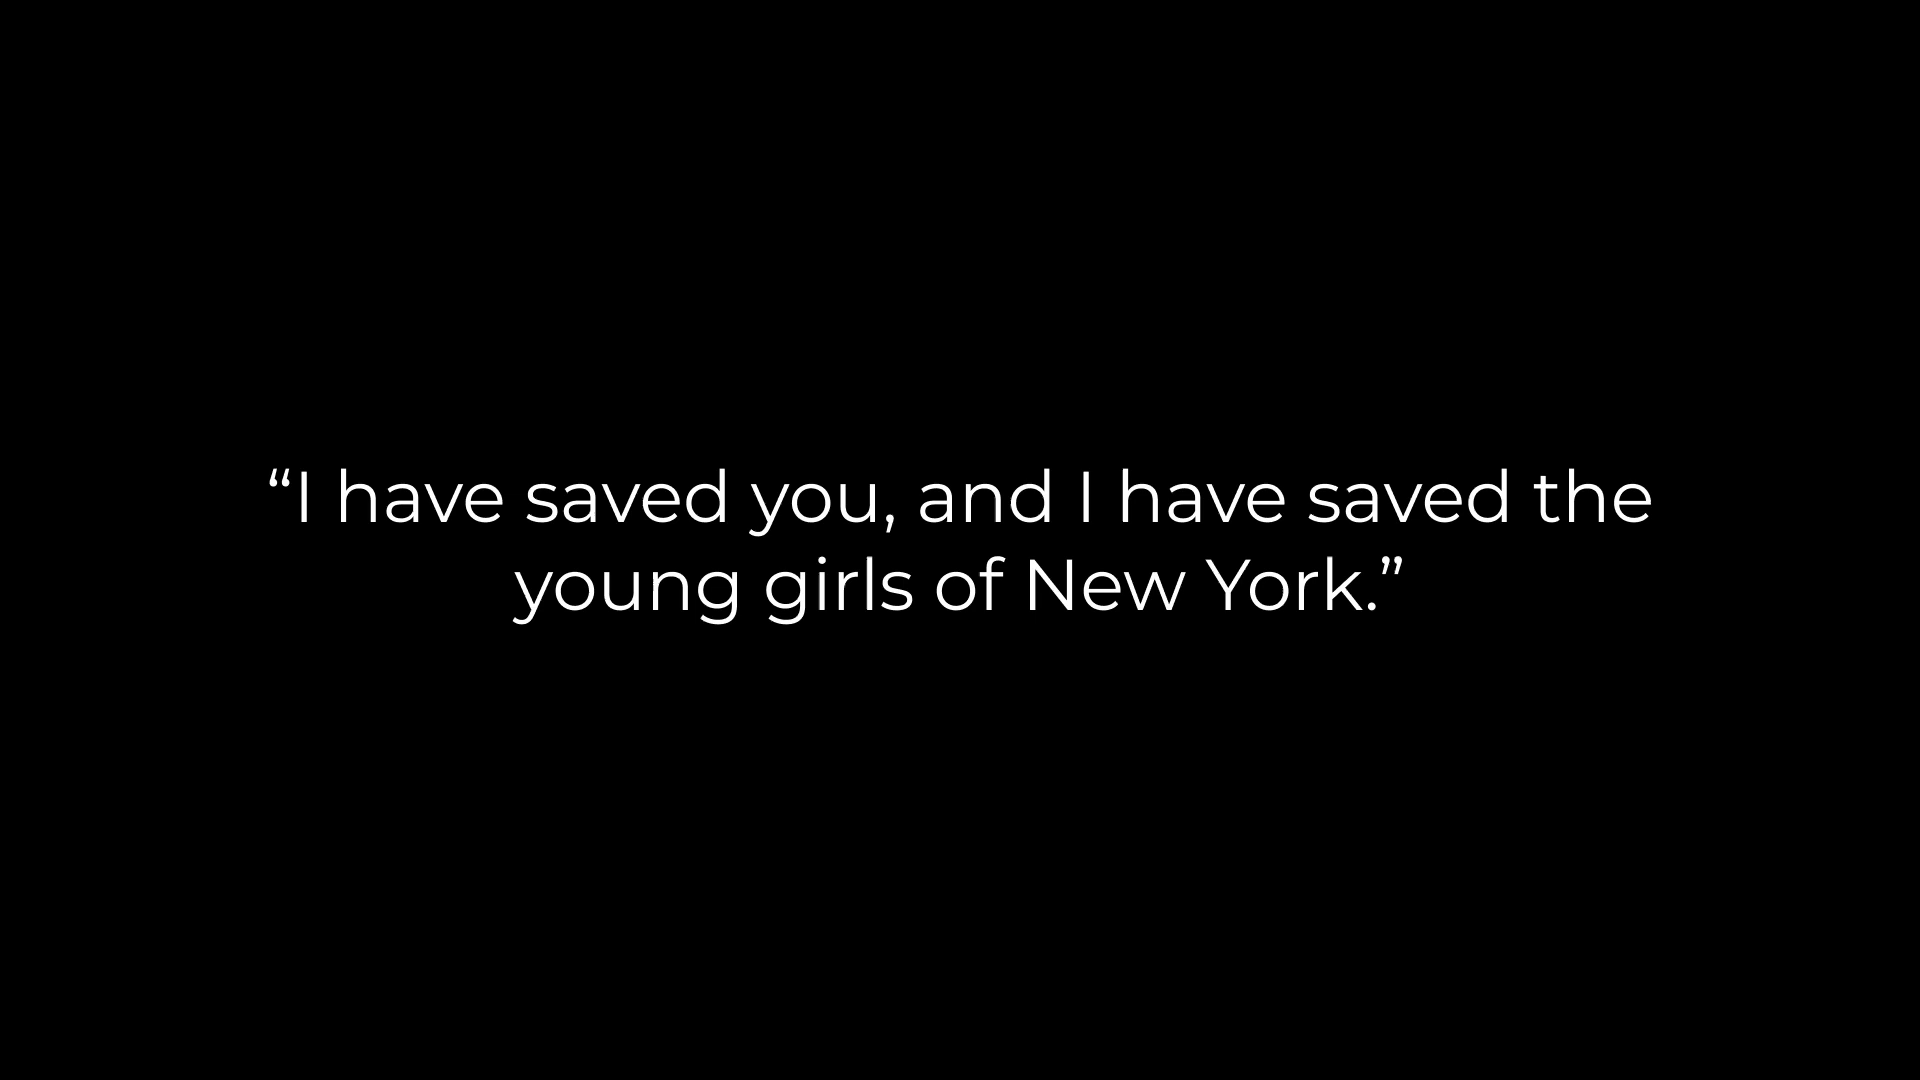 “I have saved you, and I have saved the
young girls of New York.”